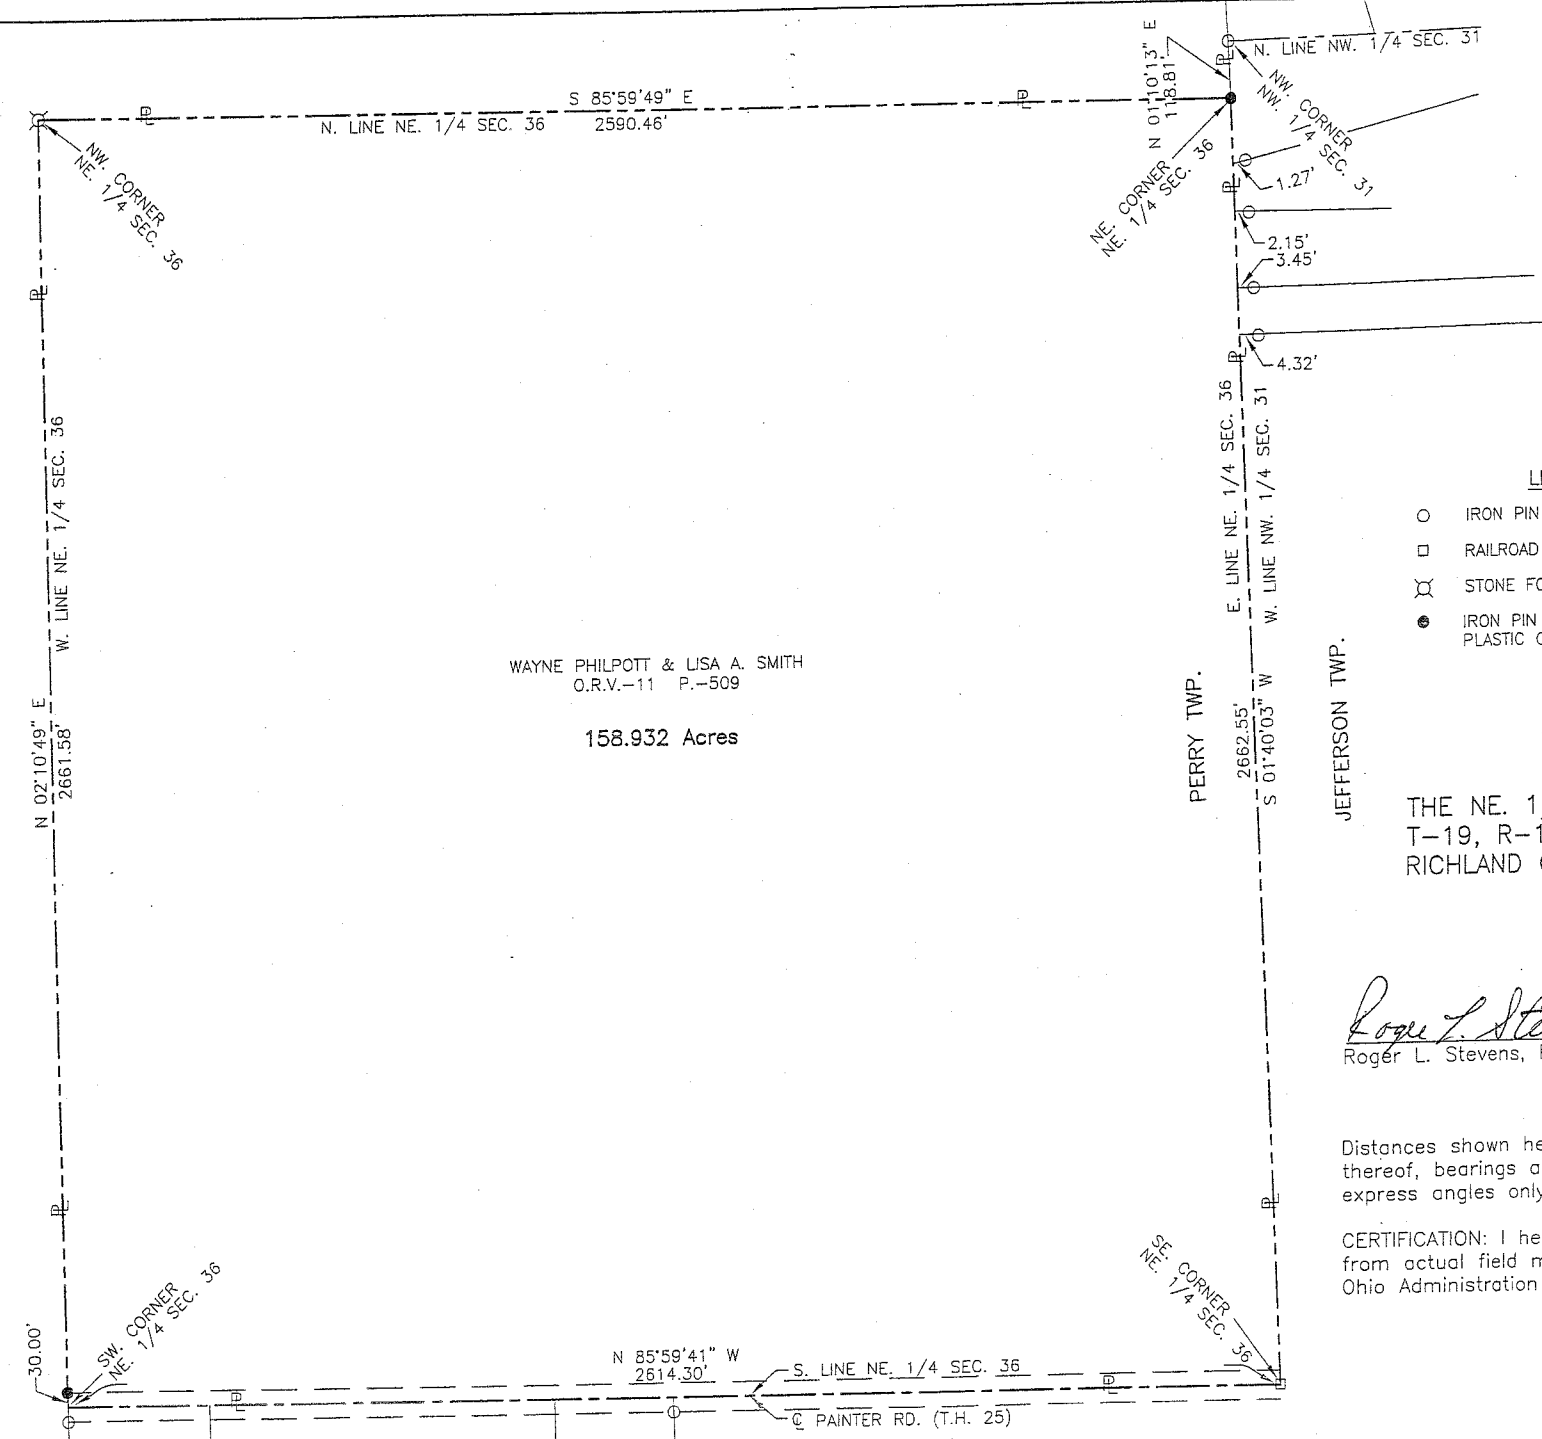 N. LINE NW. 1/4 SEC. 31
N 01°10'13" E
118.81'
NW. CORNER
NW. 1/4 SEC. 31
S 85°59'49" E
N. LINE NE. 1/4 SEC. 36 2590.46'
NW. CORNER
NE. 1/4 SEC. 36
NE. CORNER
NE. 1/4 SEC. 36
1.27'
2.15'
3.45'
4.32'
W. LINE NE. 1/4 SEC. 36
N 02°10'49" E
2661.58'
E. LINE NE. 1/4 SEC. 36
W. LINE NW. 1/4 SEC. 31
2662.55'
S 01°40'03" W
PERRY TWP.
JEFFERSON TWP.
WAYNE PHILPOTT & LISA A. SMITH
O.R.V.-11 P.-509
158.932 Acres
IRON PIN
RAILROAD
STONE FO
IRON PIN
PLASTIC
THE NE. 1/
T-19, R-1
RICHLAND
Roger L. Ste
Roger L. Stevens,
Distances shown he
thereof, bearings a
express angles only
CERTIFICATION: I he
from actual field m
Ohio Administration
30.00'
SW. CORNER
NE. 1/4 SEC. 36
SE. CORNER
NE. 1/4 SEC. 36
N 85°59'41" W
2614.30'
S. LINE NE. 1/4 SEC. 36
℄ PAINTER RD. (T.H. 25)